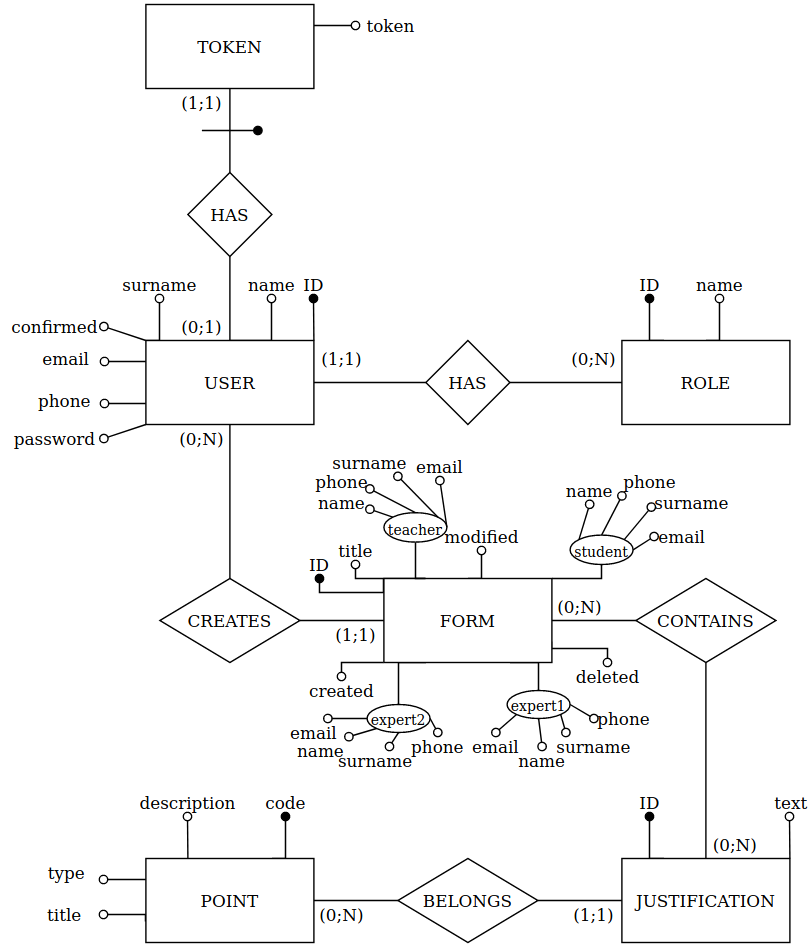 TOKEN
token
(1;1)
HAS
surname
name
ID
ID
name
confirmed
(0;1)
email
(1;1)
(0;N)
USER
HAS
ROLE
phone
password
(0;N)
surname
email
phone
name
teacher
name
phone
surname
student
email
modified
title
ID
(0;N)
CREATES
FORM
CONTAINS
(1;1)
deleted
created
expert2
expert1
email
name
surname
phone
email
name
surname
phone
description
code
ID
text
type
(0;N)
POINT
BELONGS
JUSTIFICATION
title
(0;N)
(1;1)